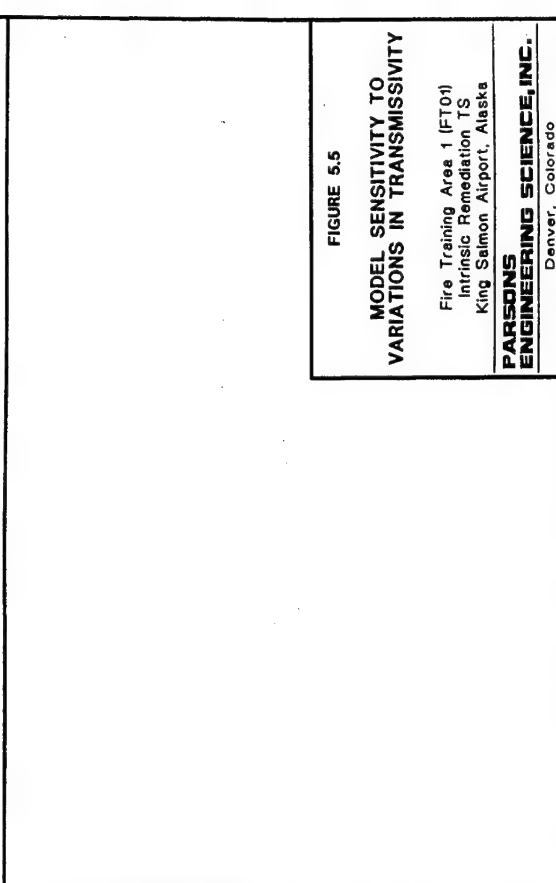 FIGURE 5.5
MODEL SENSITIVITY TO
VARIATIONS IN TRANSMISSIVITY
Fire Training Area 1 (FT01)
Intrinsic Remediation TS
King Salmon Airport, Alaska
PARSONS
ENGINEERING SCIENCE, INC.
Denver, Colorado